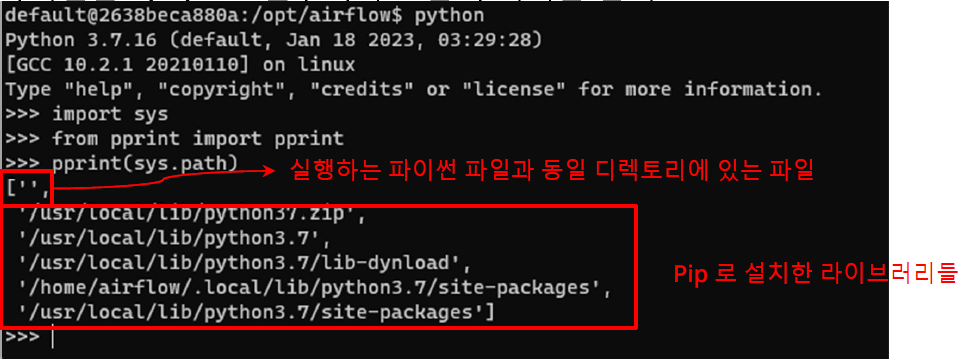 default@2638beca880a:/opt/airflow$ python
Python 3.7.16 (default, Jan 18 2023, 03:29:28)
[GCC 10.2.1 20210110] on linux
Type "help", "copyright", "credits" or "license" for more information.
>>> import sys
>>> from pprint import pprint
>>> pprint(sys.path)
실행하는 파이썬 파일과 동일 디렉토리에 있는 파일
['',
'/usr/local/lib/python37.zip',
'/usr/local/lib/python3.7',
'/usr/local/lib/python3.7/lib-dynload',
Pip 로 설치한 라이브러리들
'/home/airflow/.local/lib/python3.7/site-packages',
'/usr/local/lib/python3.7/site-packages']
>>>